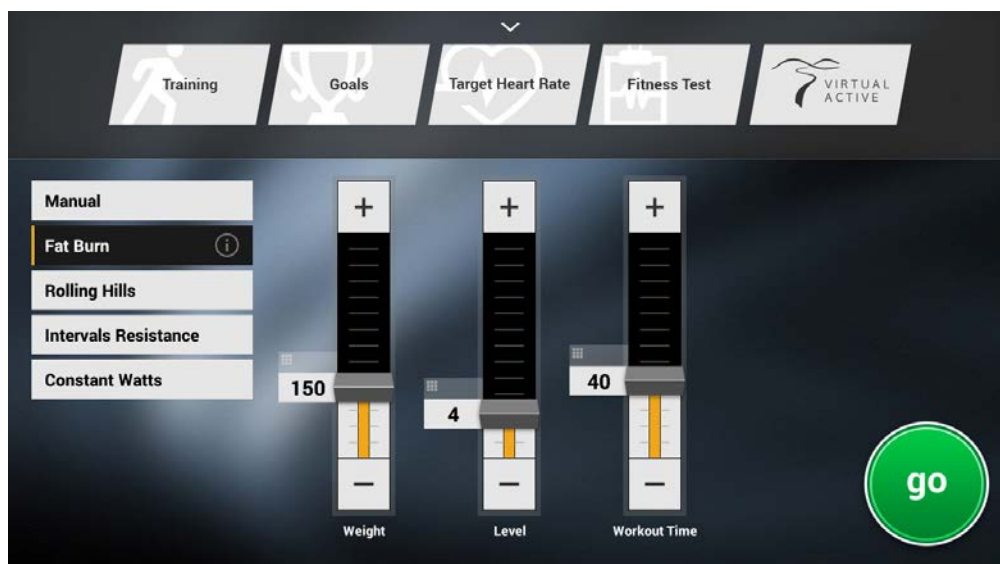 Training
Goals
Target Heart Rate
Fitness Test
VIRTUAL
ACTIVE
Manual
Fat Burn
Rolling Hills
Intervals Resistance
Constant Watts
+
+
+
150
4
40
−
−
−
Weight
Level
Workout Time
go